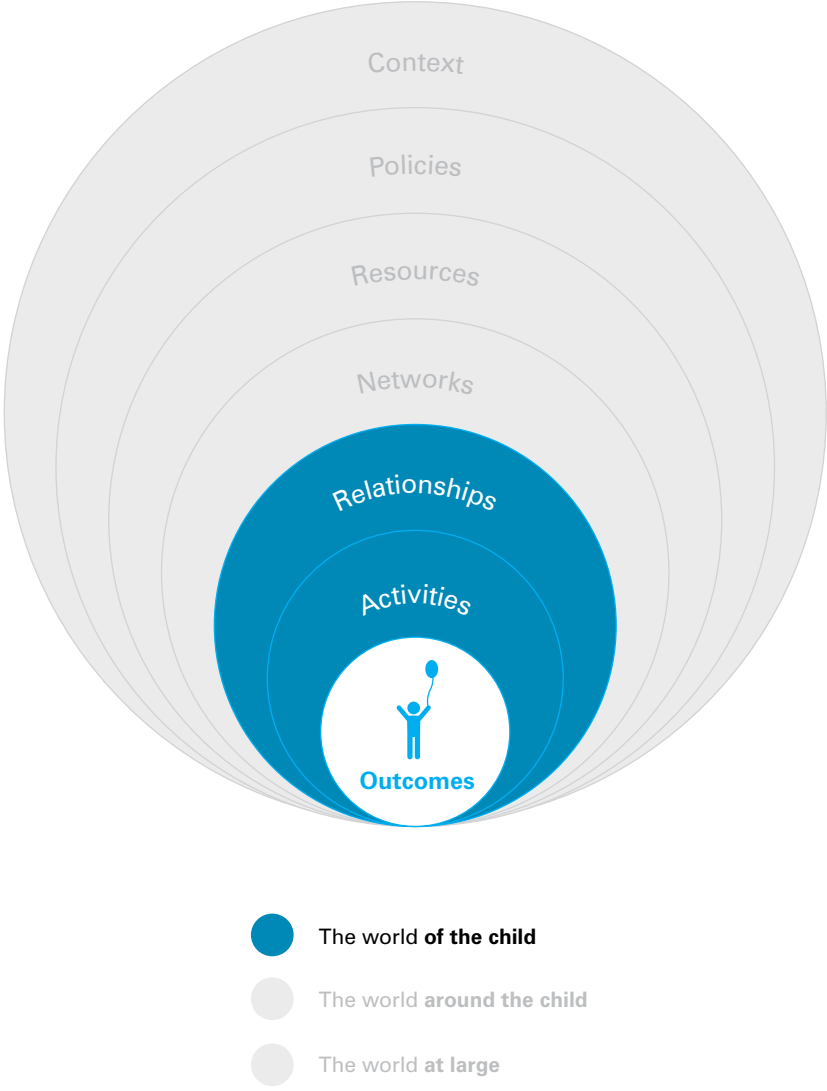 Context
Policies
Resources
Networks
Relationships
Activities
Outcomes
The world of the child
The world around the child
The world at large